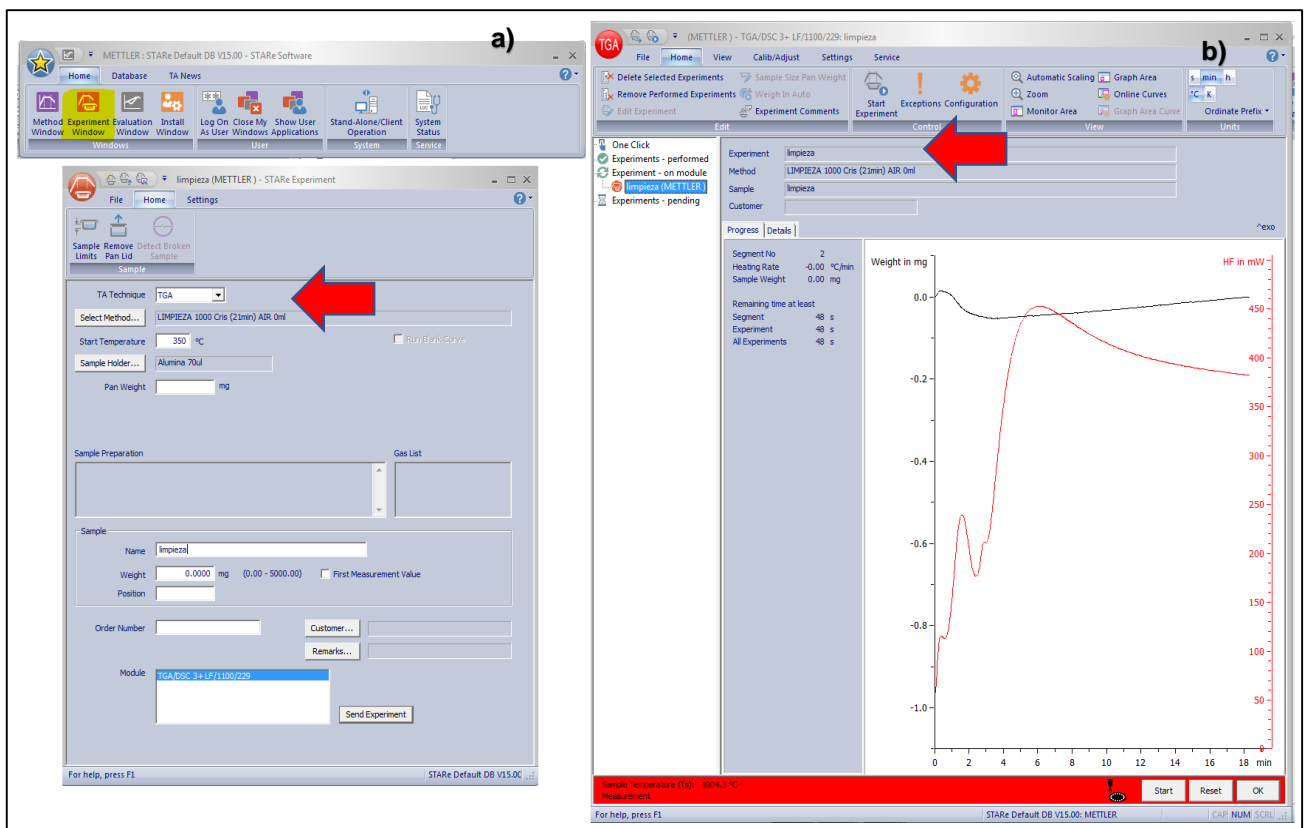 METTLER : STARe Default DB V15.00 - STARe Software
a)
Home Database TA News
Method Window
Experiment Window
Evaluation Window
Install Window
Log On As User
Close My Windows
Show User Applications
Stand-Alone/Client Operation
System Status
Windows User System Service
limpieza (METTLER) - STARe Experiment
File Home Settings
Sample Limits
Remove Pan Lid
Detect Broken Sample
Sample
TA Technique TGA
Select Method... LIMPIEZA 1000 Cris (21min) AIR 0ml
Start Temperature 350 °C Run Blank Curve
Sample Holder... Alumina 70ul
Pan Weight mg
Sample Preparation Gas List
Sample
Name limpieza
Weight 0.0000 mg (0.00 - 5000.00) First Measurement Value
Position
Order Number Customer...
Remarks...
Module TGA/DSC 3+ LF/1100/229
Send Experiment
For help, press F1 STARe Default DB V15.00
TGA
(METTLER ) - TGA/DSC 3+ LF/1100/229: limpieza
b)
File Home View Calib/Adjust Settings Service
Delete Selected Experiments Sample Size Pan Weight
Remove Performed Experiments Weigh In Auto
Edit Experiment Experiment Comments
Edit
Start Experiment
Exceptions Configuration
Control
Automatic Scaling Graph Area
Zoom Online Curves
Monitor Area Graph Area Curve
View
s min h
°C K
Ordinate Prefix
Units
One Click
Experiments - performed
Experiment - on module
limpieza (METTLER )
Experiments - pending
Experiment limpieza
Method LIMPIEZA 1000 Cris (21min) AIR 0ml
Sample limpieza
Customer
Progress Details
^exo
Segment No 2
Heating Rate -0.00 °C/min
Sample Weight 0.00 mg
Remaining time at least
Segment 48 s
Experiment 48 s
All Experiments 48 s
Weight in mg
0.0
-0.2
-0.4
-0.6
-0.8
-1.0
HF in mW
450
400
350
300
250
200
150
100
50
0
0 2 4 6 8 10 12 14 16 18 min
Sample Temperature (Ts): 1004.3 °C
Measurement
Start Reset OK
For help, press F1 STARe Default DB V15.00: METTLER CAP NUM SCRL